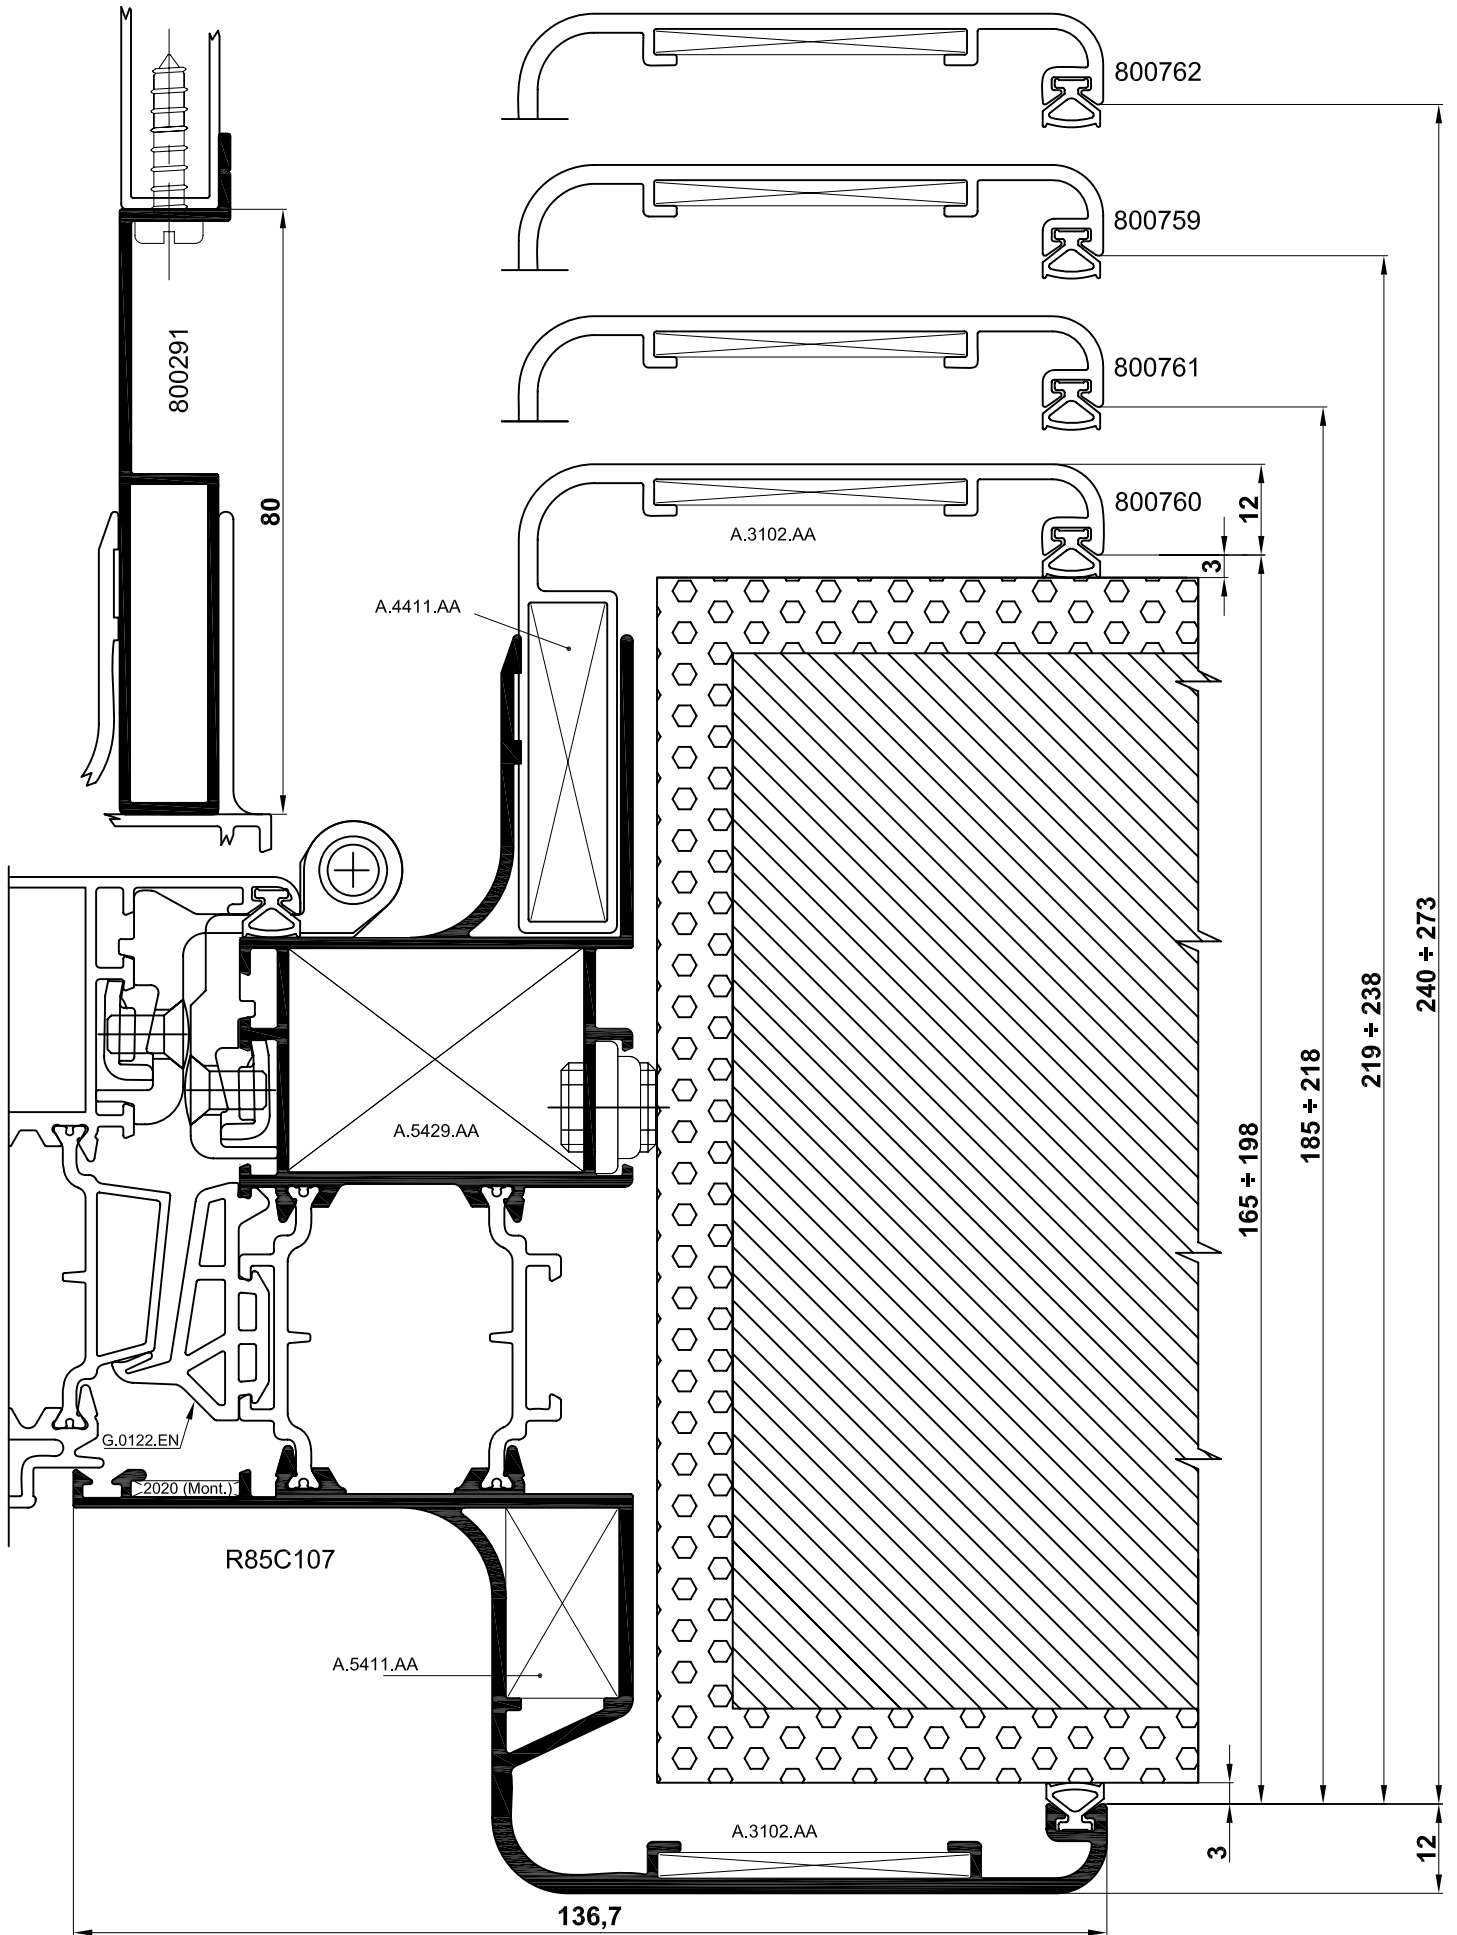 800762
800759
800291
800761
80
800760
12
A.3102.AA
3
A.4411.AA
240 ÷ 273
219 ÷ 238
185 ÷ 218
165 ÷ 198
A.5429.AA
G.0122.EN
2020 (Mont.)
R85C107
A.5411.AA
A.3102.AA
3
12
136,7